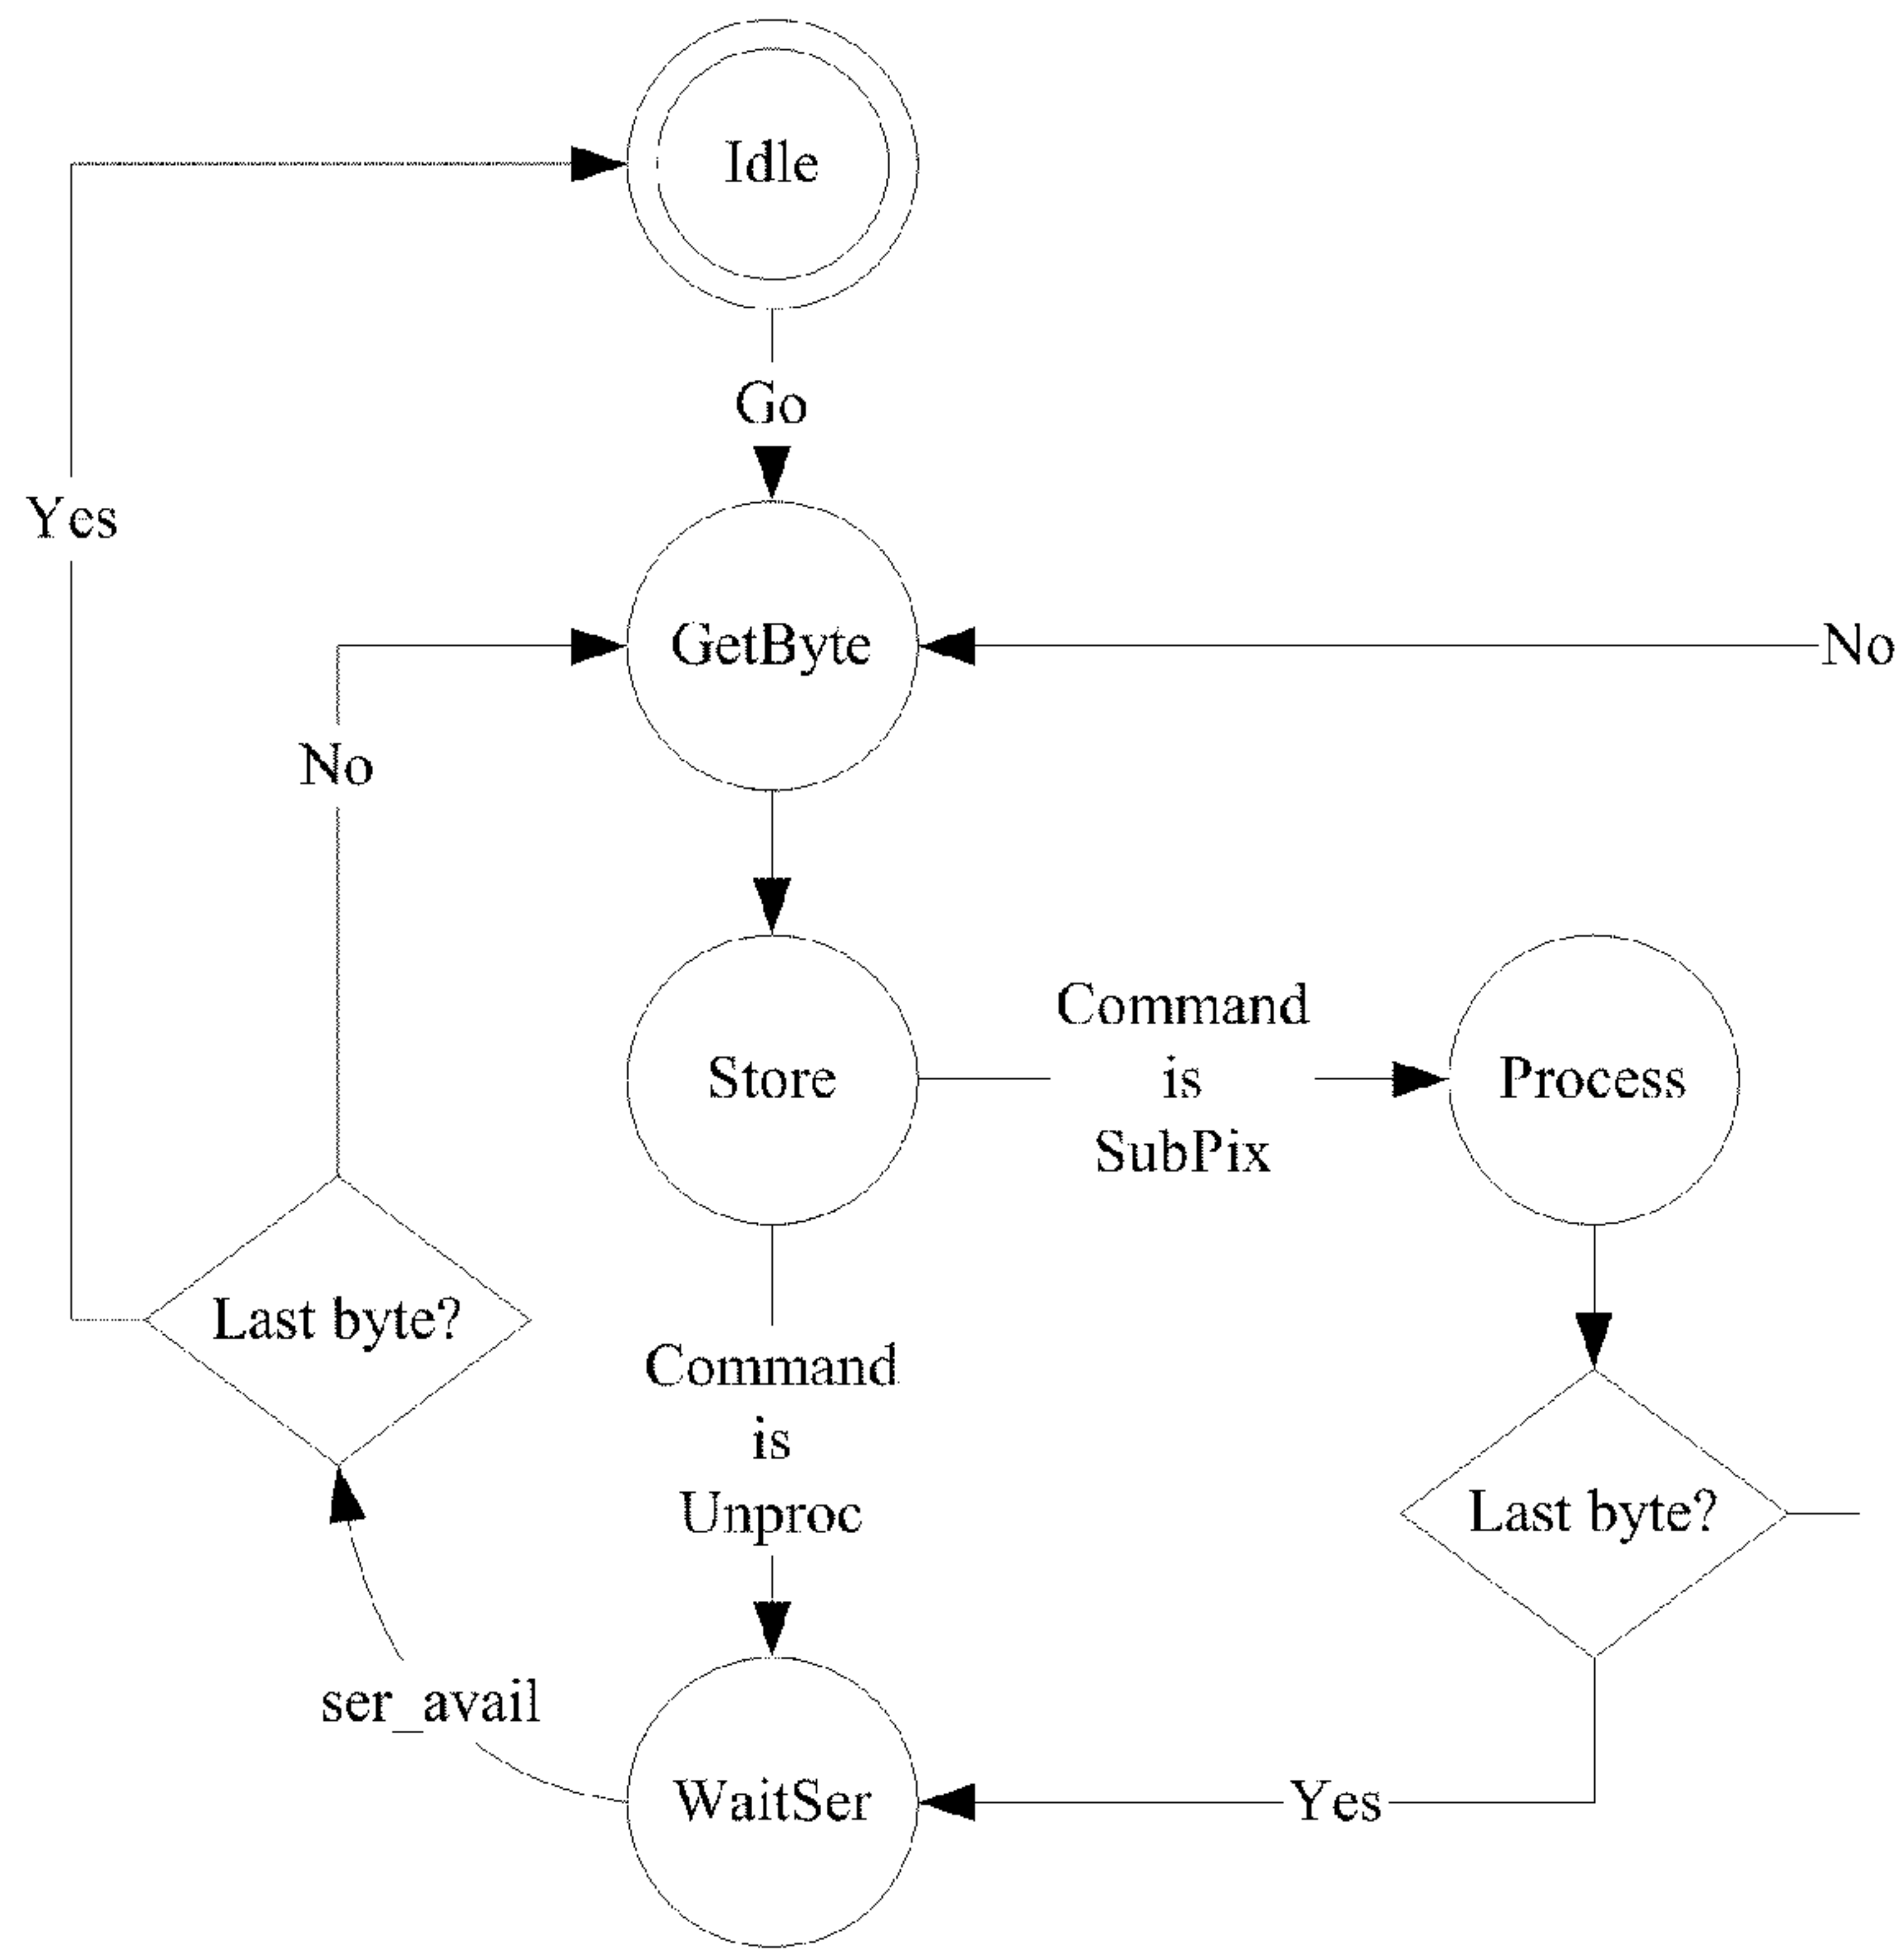 Idle
Go
Yes
GetByte
No
No
Command
is
SubPix
Store
Process
Last byte?
Command
is
Unproc
Last byte?
ser_avail
WaitSer
Yes